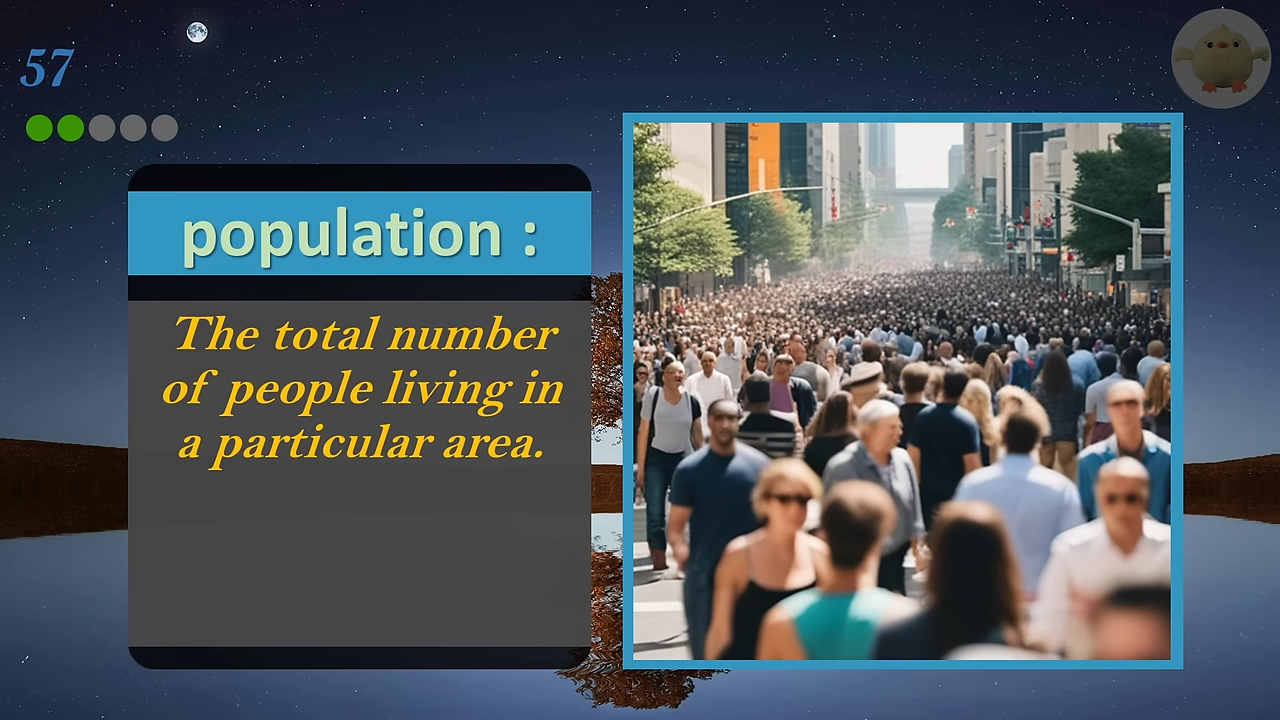 57
population :
The total number
of people living in
a particular area.